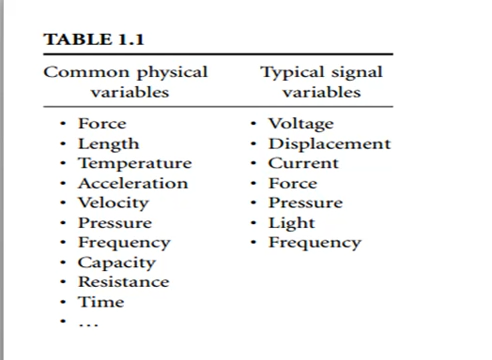 TABLE 1.1
Common physical variables
Typical signal variables
• Force
• Length
• Temperature
• Acceleration
• Velocity
• Pressure
• Frequency
• Capacity
• Resistance
• Time
• ...
• Voltage
• Displacement
• Current
• Force
• Pressure
• Light
• Frequency